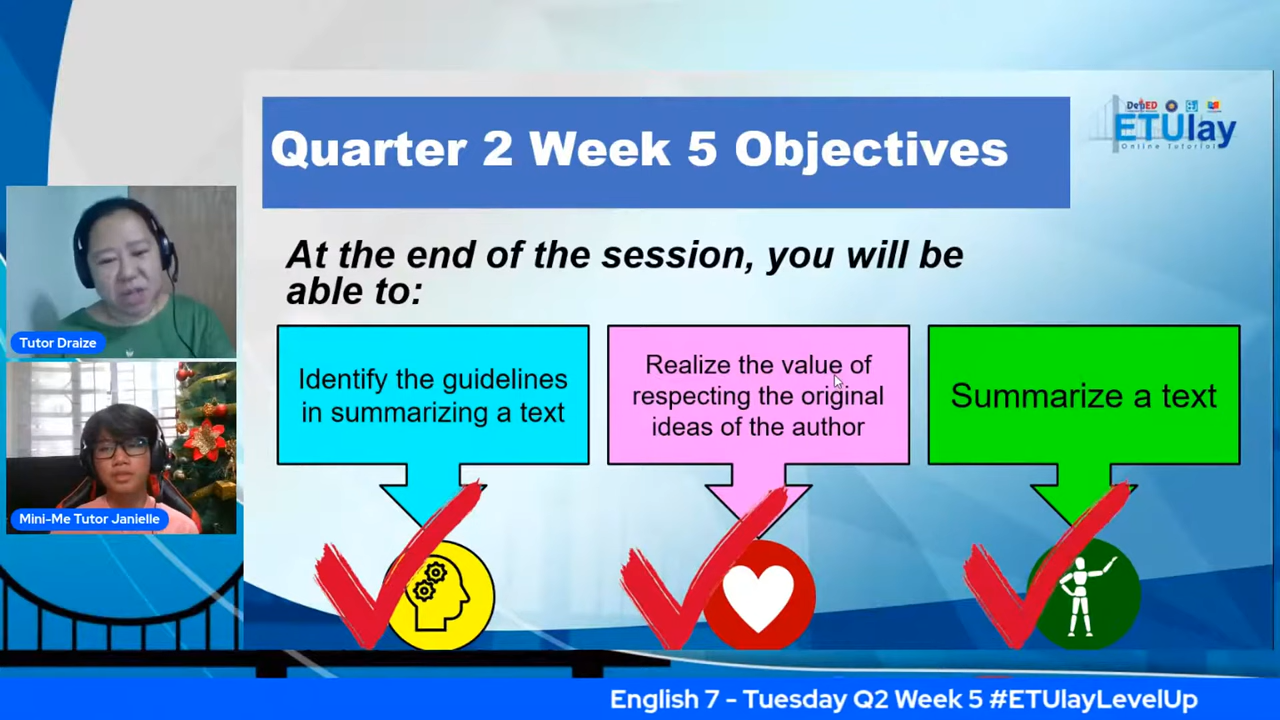 Quarter 2 Week 5 Objectives
DepED
ETUlay
Online Tutorial
At the end of the session, you will be
able to:
Identify the guidelines
in summarizing a text
Realize the value of
respecting the original
ideas of the author
Summarize a text
Tutor Draize
Mini-Me Tutor Janielle
English 7 - Tuesday Q2 Week 5 #ETUlayLevelUp